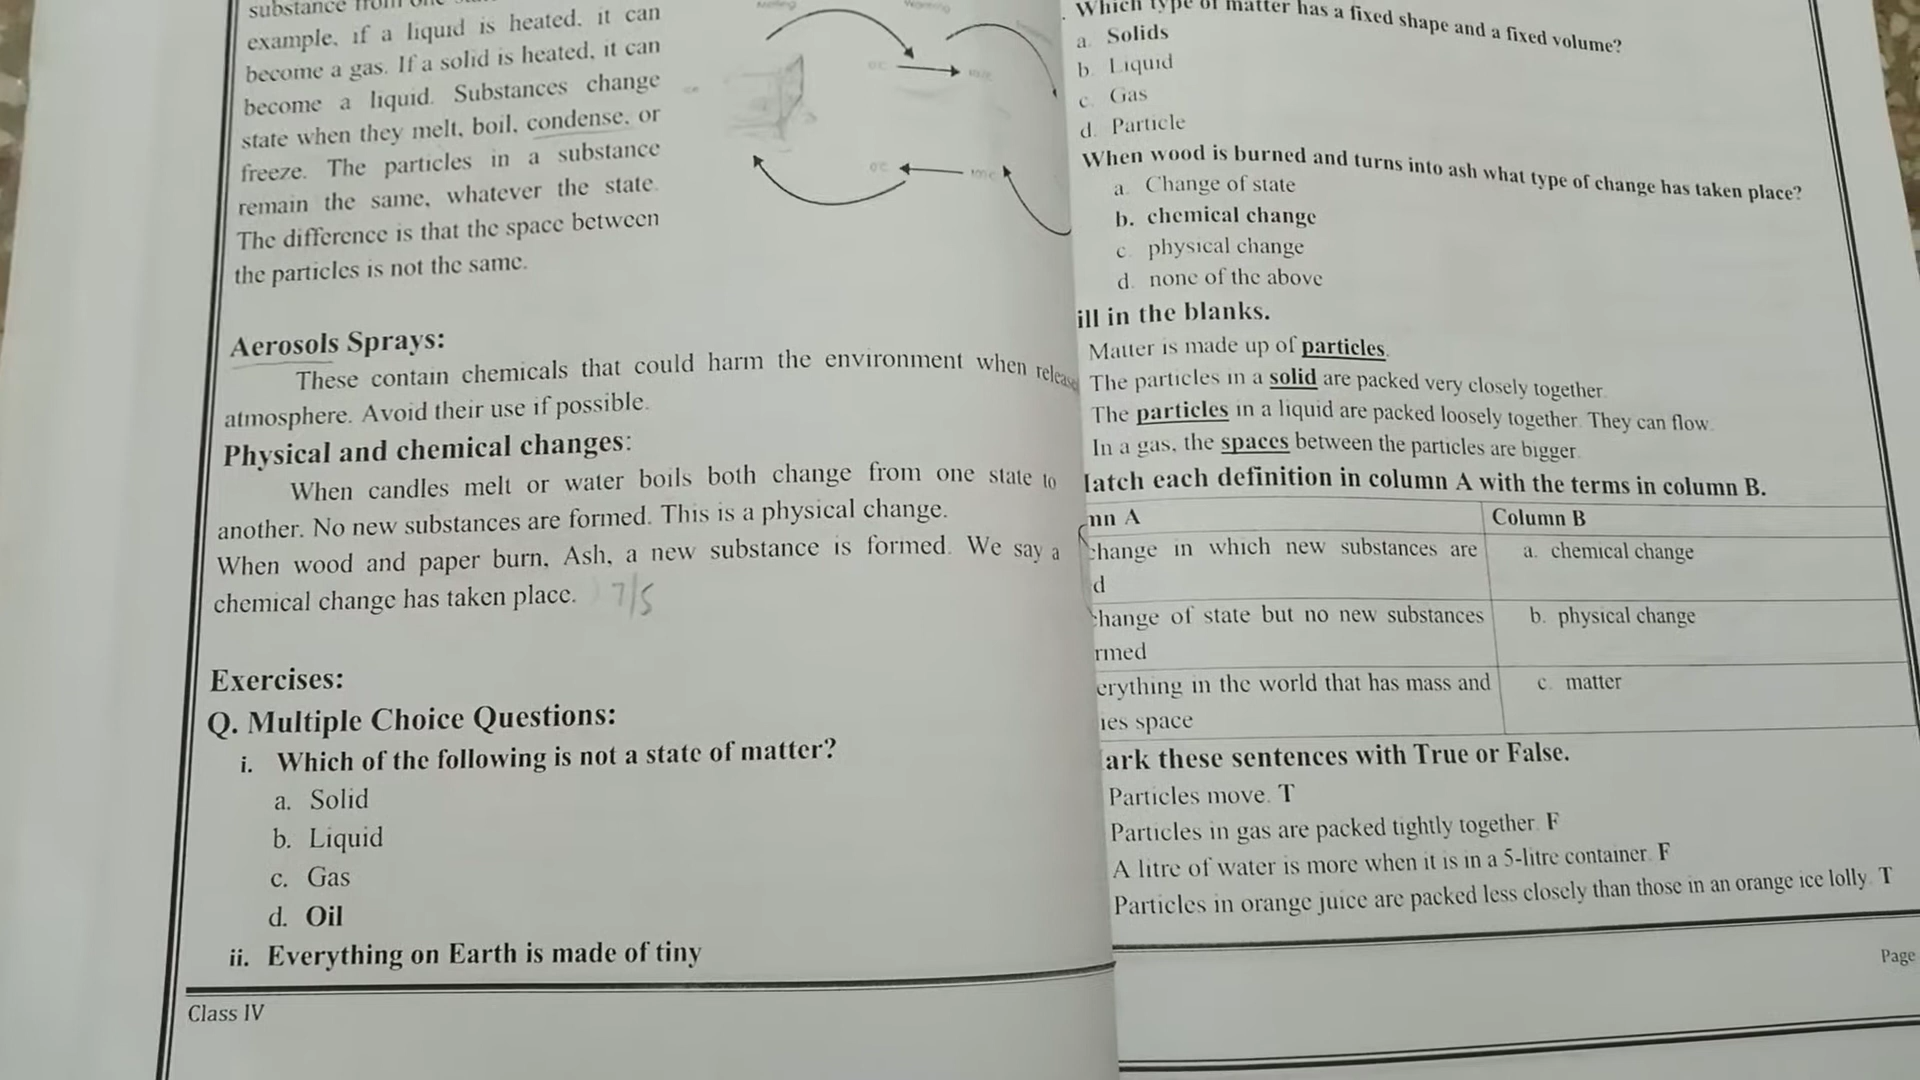 substance from one
example, if a liquid is heated, it can
become a gas. If a solid is heated, it can
become a liquid. Substances change
state when they melt, boil, condense, or
freeze. The particles in a substance
remain the same, whatever the state.
The difference is that the space between
the particles is not the same.
Melting
Aerosols Sprays:
These contain chemicals that could harm the environment when release
atmosphere. Avoid their use if possible.
Physical and chemical changes:
When candles melt or water boils both change from one state to
another. No new substances are formed. This is a physical change.
When wood and paper burn, Ash, a new substance is formed. We say a
chemical change has taken place. 7/5
Exercises:
Q. Multiple Choice Questions:
i. Which of the following is not a state of matter?
a. Solid
b. Liquid
c. Gas
d. Oil
ii. Everything on Earth is made of tiny
Class IV
Which type of matter has a fixed shape and a fixed volume?
a. Solids
b. Liquid
c. Gas
d. Particle
When wood is burned and turns into ash what type of change has taken place?
a. Change of state
b. chemical change
c. physical change
d. none of the above
ill in the blanks.
Matter is made up of particles.
The particles in a solid are packed very closely together.
The particles in a liquid are packed loosely together. They can flow.
In a gas, the spaces between the particles are bigger.
latch each definition in column A with the terms in column B.
mn A Column B
change in which new substances are a. chemical change
d
change of state but no new substances b. physical change
rmed
erything in the world that has mass and c. matter
ies space
ark these sentences with True or False.
Particles move. T
Particles in gas are packed tightly together. F
A litre of water is more when it is in a 5-litre container. F
Particles in orange juice are packed less closely than those in an orange ice lolly. T
Page